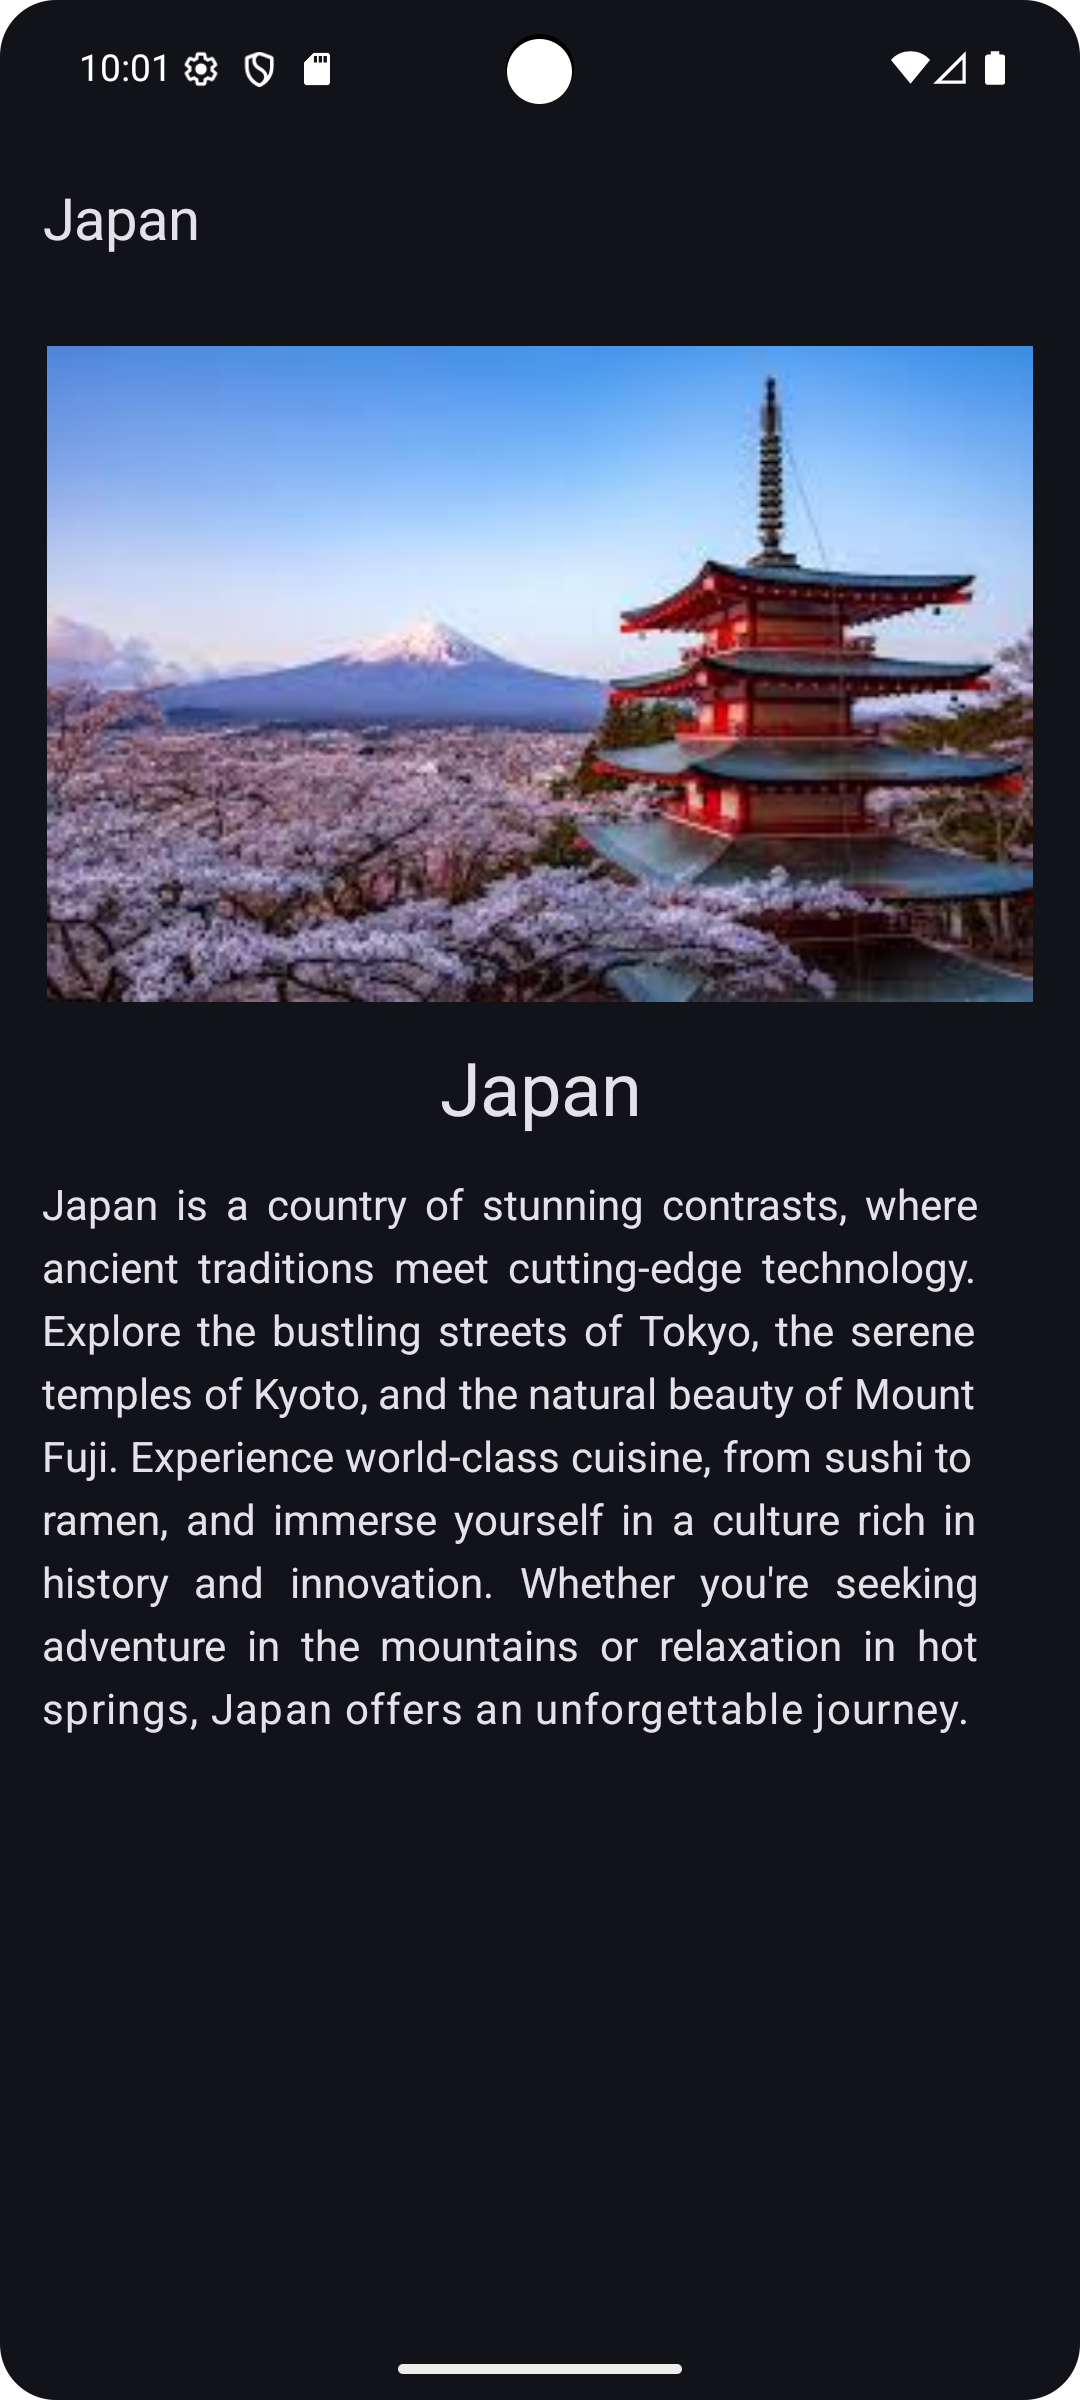 10:01
Japan
Japan
Japan is a country of stunning contrasts, where
ancient traditions meet cutting-edge technology.
Explore the bustling streets of Tokyo, the serene
temples of Kyoto, and the natural beauty of Mount
Fuji. Experience world-class cuisine, from sushi to
ramen, and immerse yourself in a culture rich in
history and innovation. Whether you're seeking
adventure in the mountains or relaxation in hot
springs, Japan offers an unforgettable journey.